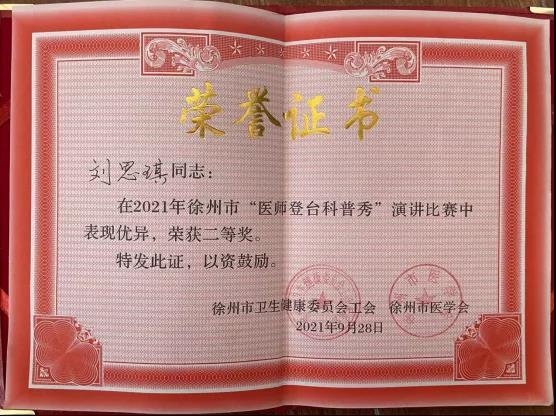 荣誉证书
刘思琪同志：
在2021年徐州市“医师登台科普秀”演讲比赛中
表现优异，荣获二等奖。
特发此证，以资鼓励。
徐州市卫生健康委员会工会 徐州市医学会
2021年9月28日